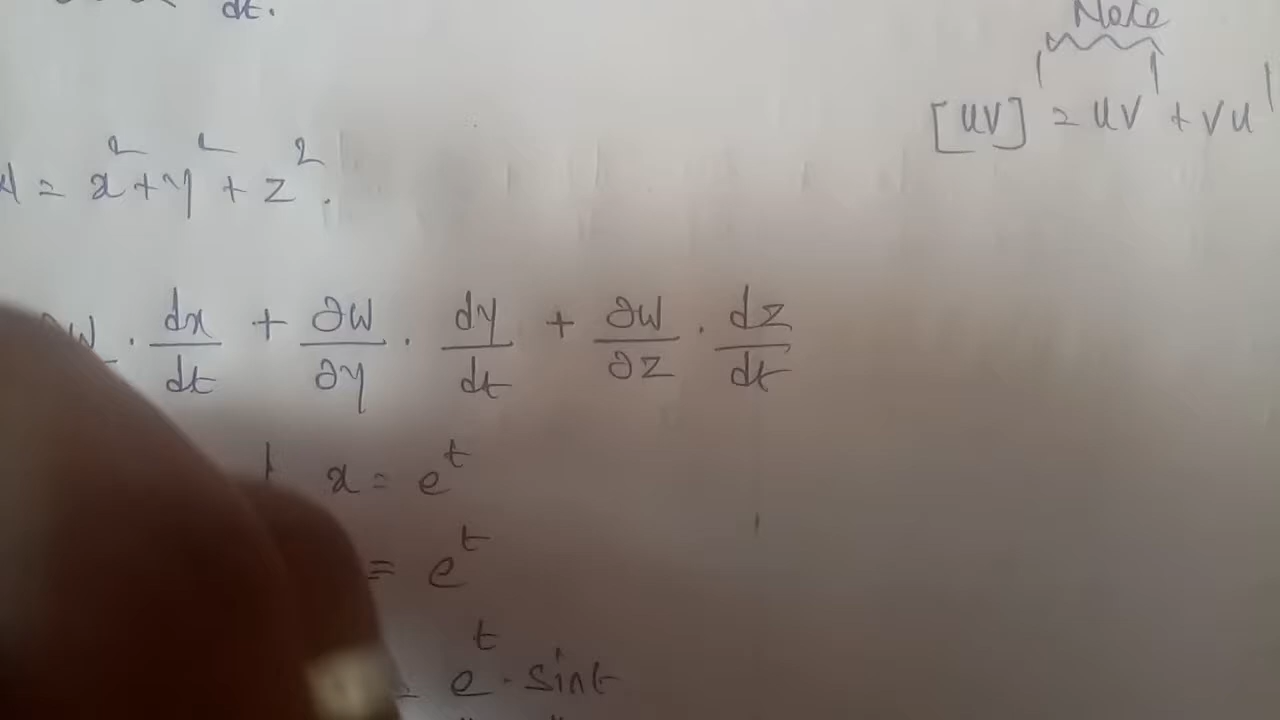 dt.
Note
[uv]' = uv' + vu'
= x² + y² + z².
∂w · dx/dt + ∂w/∂y · dy/dt + ∂w/∂z · dz/dt
x = e^t
= e^t
= e^t · sint